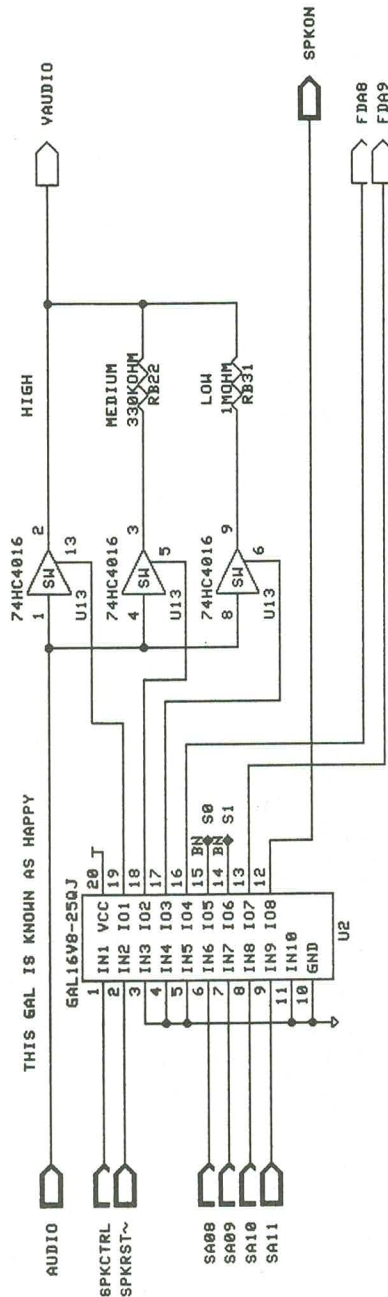 THIS GAL IS KNOWN AS HAPPY
AUDIO
SPKCTRL
SPKRST~
SA08
SA09
SA10
SA11
GAL16V8-25QJ
1 IN1 VCC 20
2 IN2 IO1 19
3 IN3 IO2 18
4 IN4 IO3 17
5 IN5 IO4 16
6 IN6 IO5 15 BN S0
7 IN7 IO6 14 BN S1
8 IN8 IO7 13
9 IN9 IO8 12
11 IN10
10 GND
U2
74HC4016
1 SW 2
13
U13
74HC4016
4 SW 3
5
U13
74HC4016
8 SW 9
6
U13
HIGH
MEDIUM
330KOHM
RB22
LOW
1MOHM
RB31
VAUDIO
SPKON
FDA8
FDA9